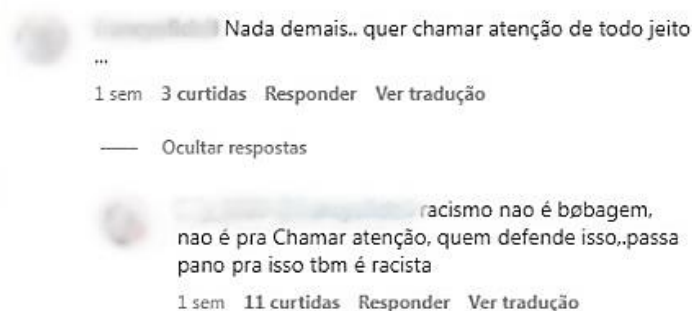 Nada demais.. quer chamar atenção de todo jeito
...
1 sem 3 curtidas Responder Ver tradução
Ocultar respostas
racismo nao é bøbagem,
nao é pra Chamar atenção, quem defende isso,.passa
pano pra isso tbm é racista
1 sem 11 curtidas Responder Ver tradução